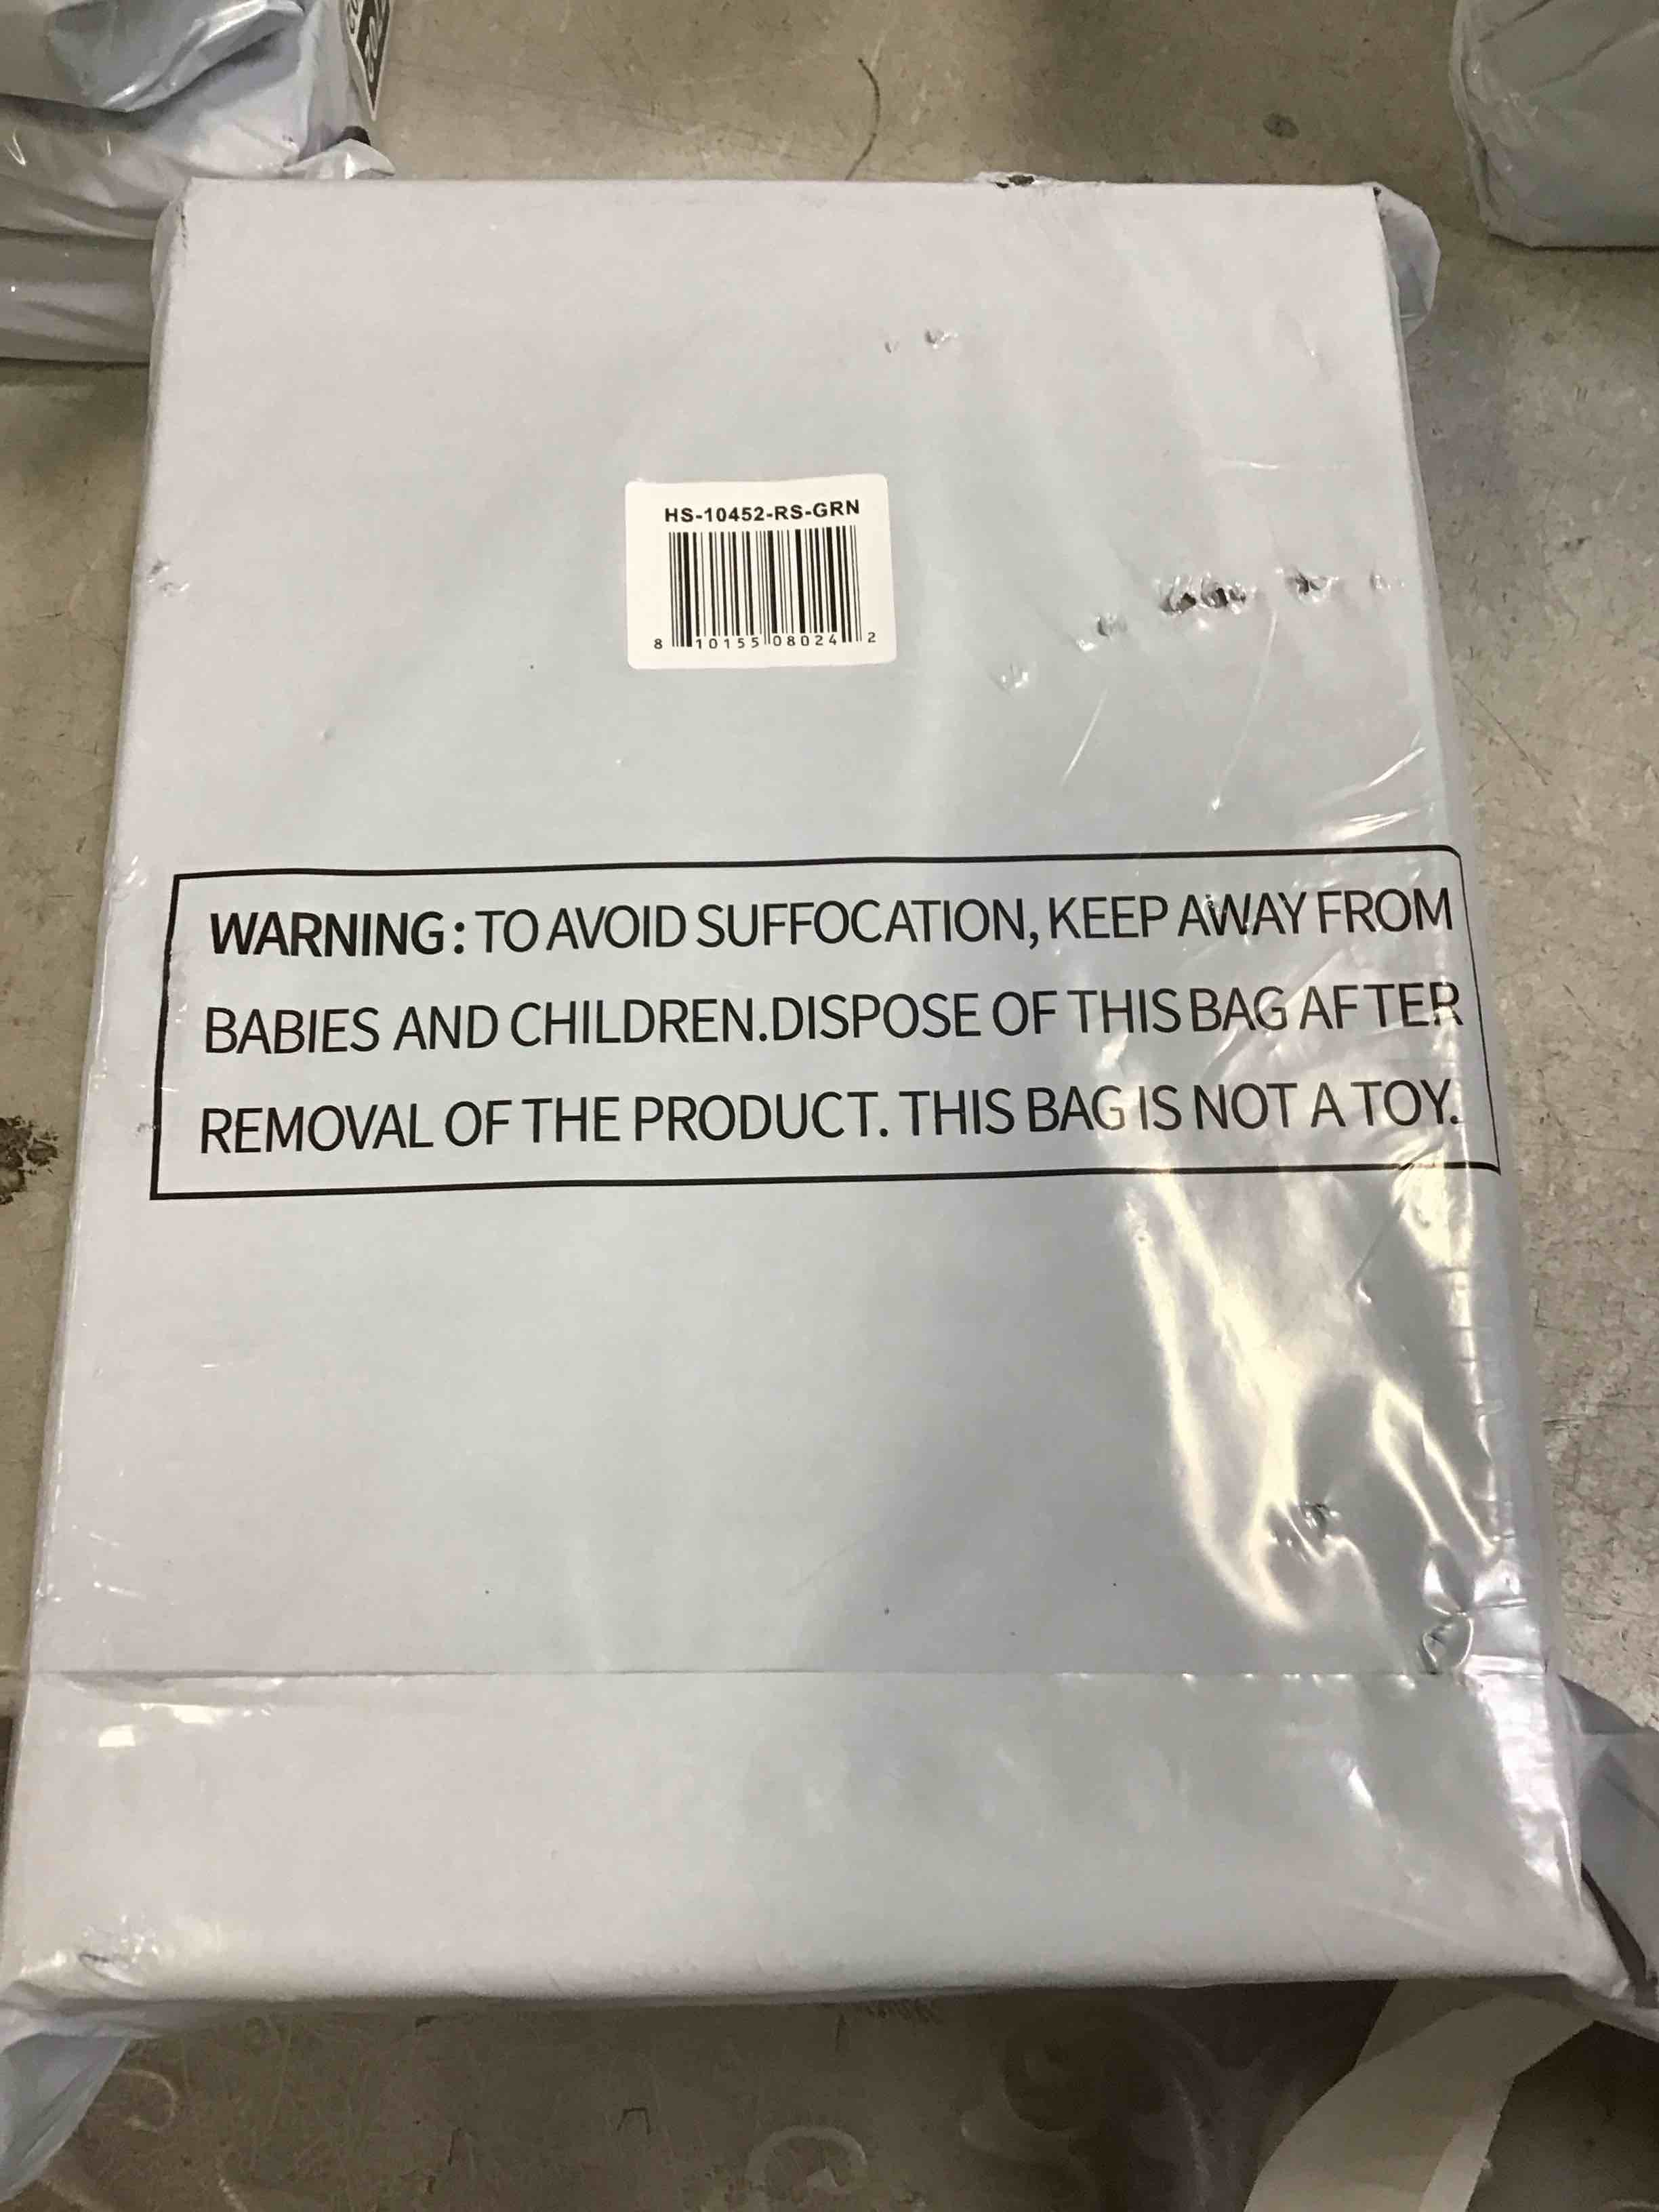 HS-10452-RS-GRN
8 10155 08024 2
WARNING: TO AVOID SUFFOCATION, KEEP AWAY FROM
BABIES AND CHILDREN.DISPOSE OF THIS BAG AFTER
REMOVAL OF THE PRODUCT. THIS BAG IS NOT A TOY.